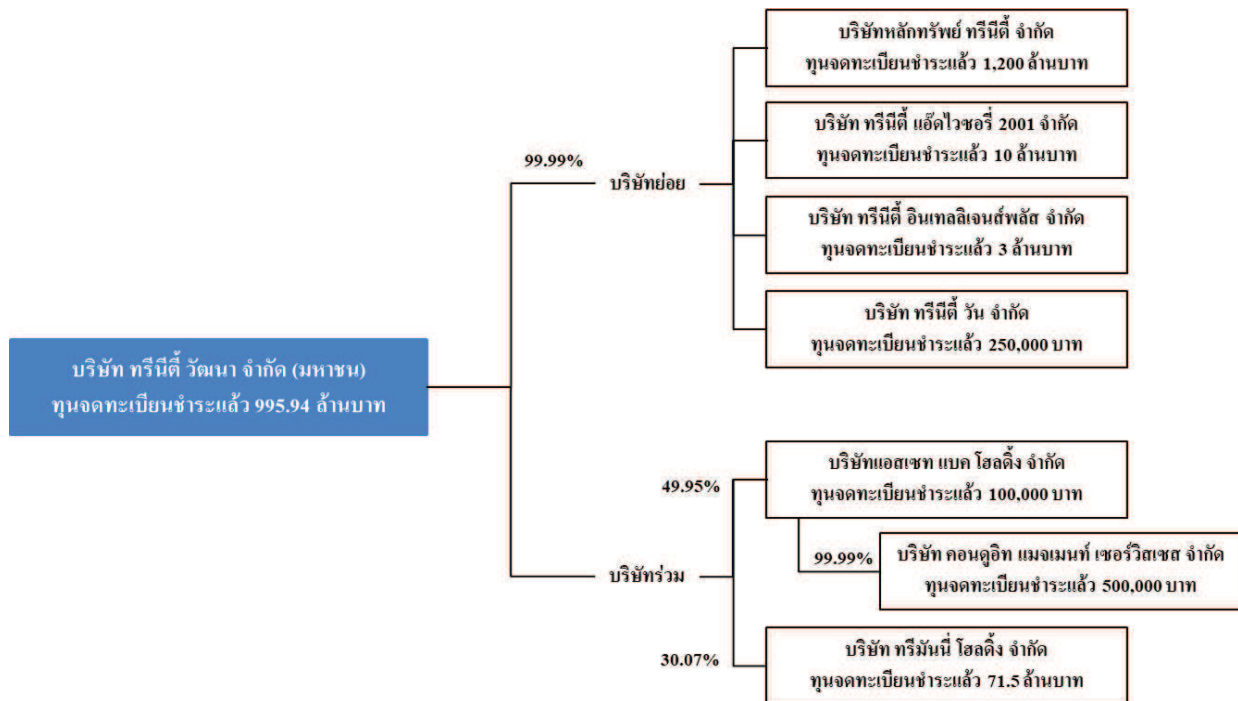 บริษัทหลักทรัพย์ ทรีนีตี้ จำกัด
ทุนจดทะเบียนชำระแล้ว 1,200 ล้านบาท
บริษัท ทรีนีตี้ แอ๊ดไวซอรี่ 2001 จำกัด
ทุนจดทะเบียนชำระแล้ว 10 ล้านบาท
99.99%
บริษัทย่อย
บริษัท ทรีนีตี้ อินเทลลิเจนส์พลัส จำกัด
ทุนจดทะเบียนชำระแล้ว 3 ล้านบาท
บริษัท ทรีนีตี้ วัน จำกัด
ทุนจดทะเบียนชำระแล้ว 250,000 บาท
บริษัท ทรีนีตี้ วัฒนา จำกัด (มหาชน)
ทุนจดทะเบียนชำระแล้ว 995.94 ล้านบาท
บริษัทแอสเซท แบค โฮลดิ้ง จำกัด
ทุนจดทะเบียนชำระแล้ว 100,000 บาท
49.95%
99.99%
บริษัท คอนดูอิท แมจเมนท์ เซอร์วิสเซส จำกัด
ทุนจดทะเบียนชำระแล้ว 500,000 บาท
บริษัทร่วม
30.07%
บริษัท ทรีมันนี่ โฮลดิ้ง จำกัด
ทุนจดทะเบียนชำระแล้ว 71.5 ล้านบาท